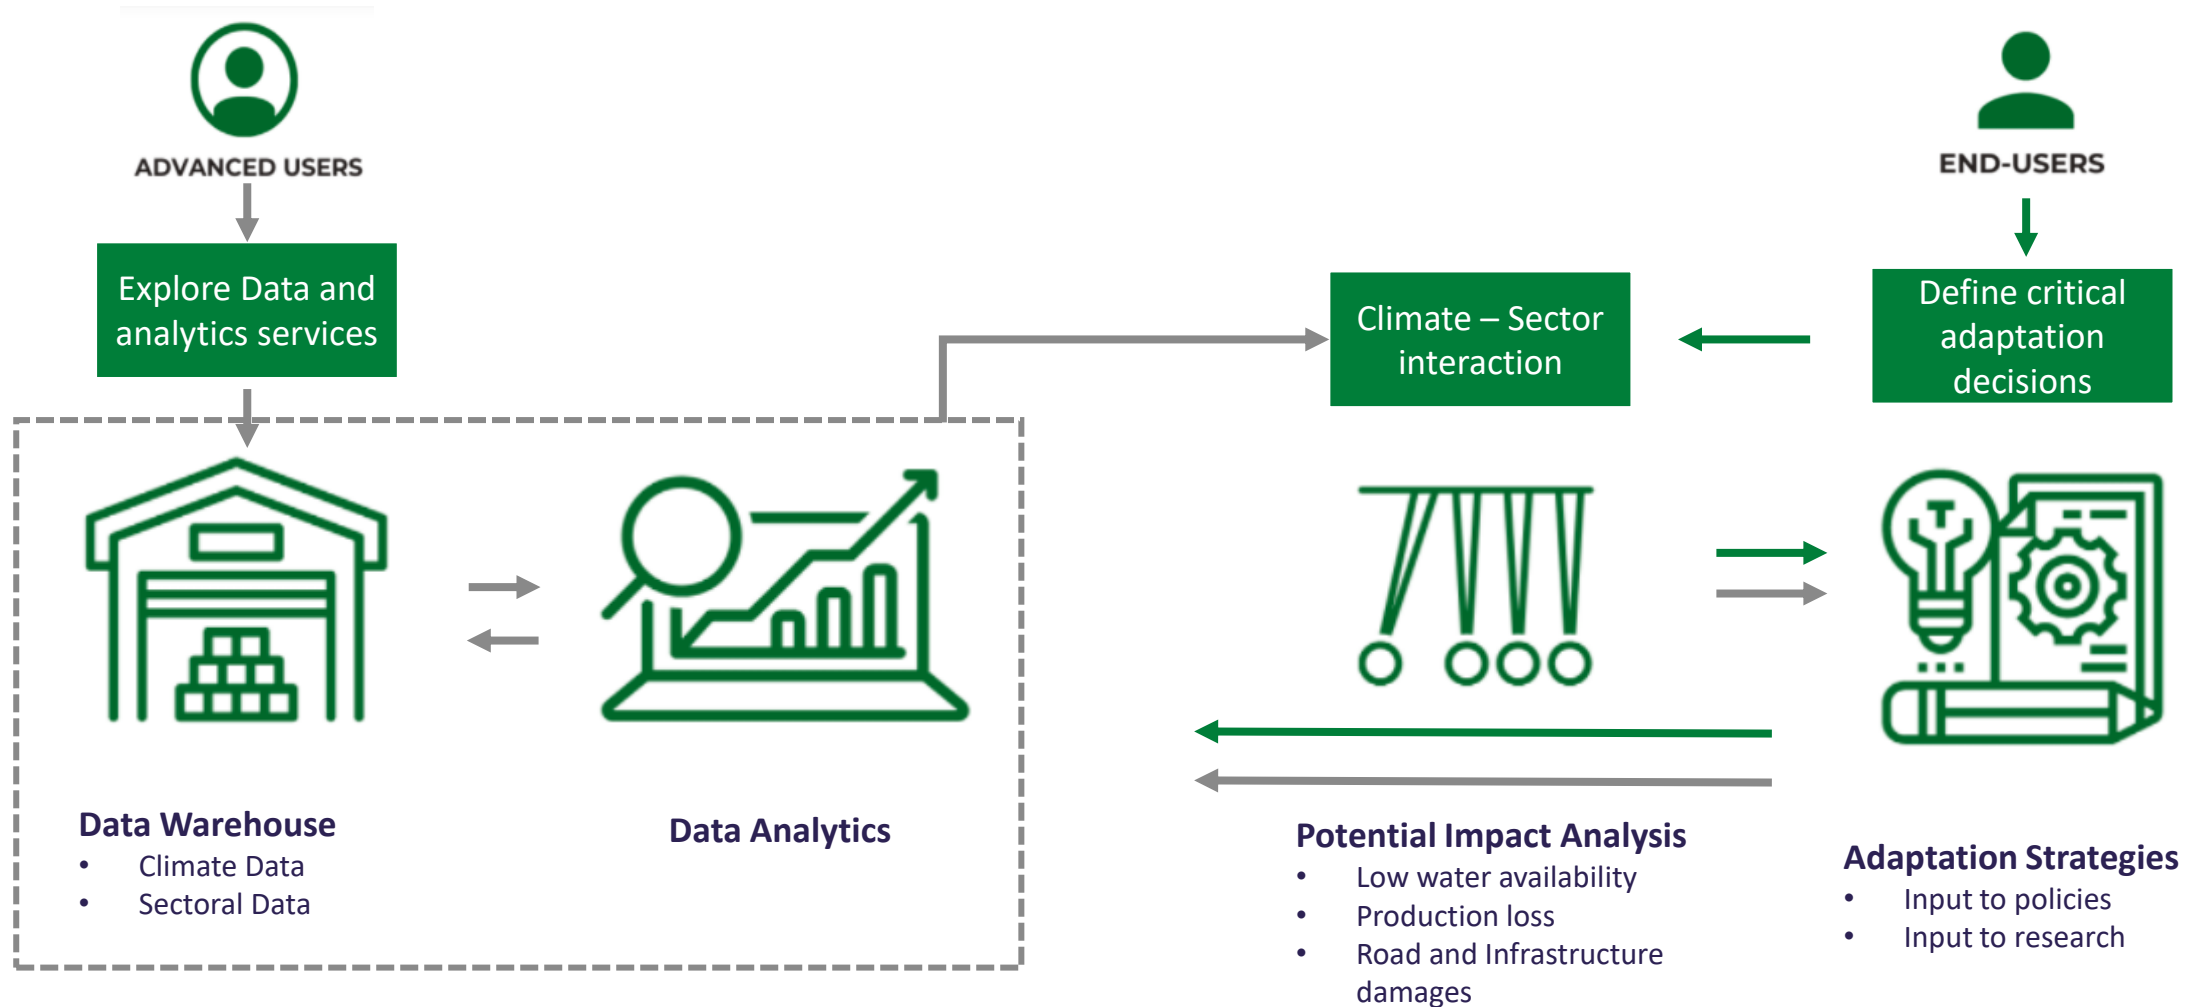 ADVANCED USERS
END-USERS
Explore Data and
analytics services
Climate – Sector
interaction
Define critical
adaptation
decisions
Data Warehouse
• Climate Data
• Sectoral Data
Data Analytics
Potential Impact Analysis
• Low water availability
• Production loss
• Road and Infrastructure
damages
Adaptation Strategies
• Input to policies
• Input to research